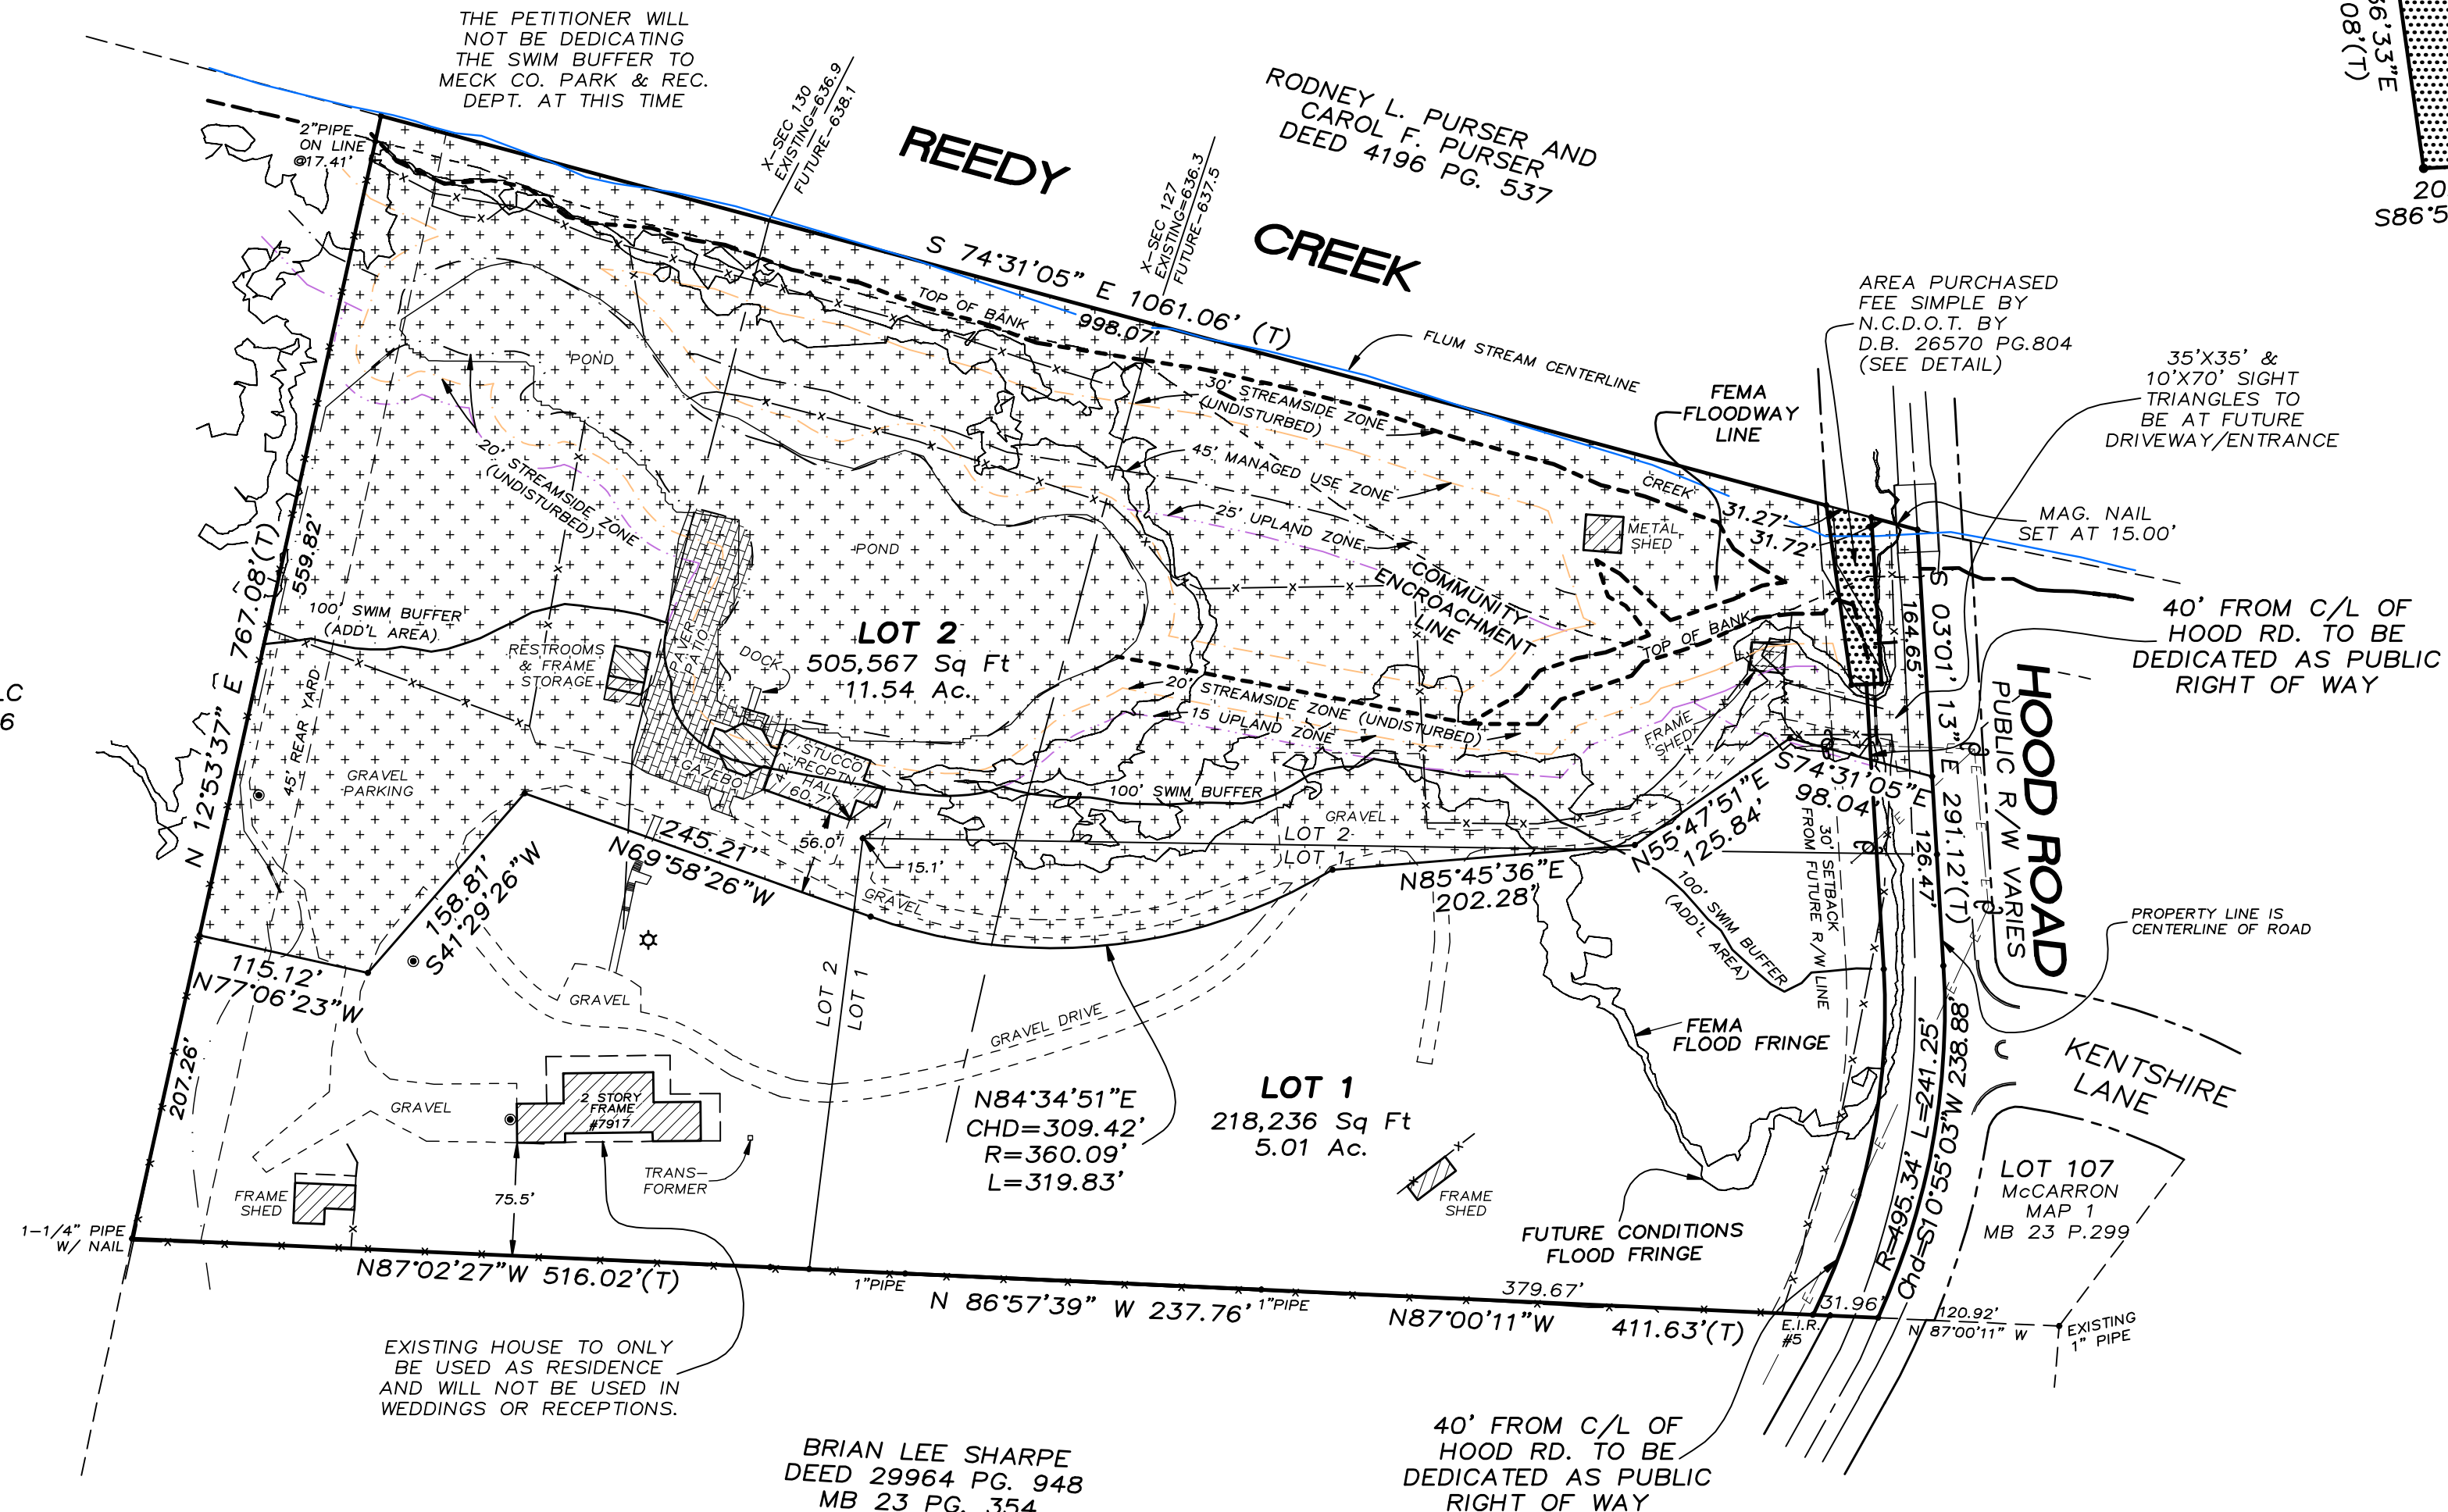 THE PETITIONER WILL
NOT BE DEDICATING
THE SWIM BUFFER TO
MECK CO. PARK & REC.
DEPT. AT THIS TIME
2"PIPE
ON LINE
@17.41'
X-SEC 130
EXISTING=636.9
FUTURE-638.1
REEDY
CREEK
RODNEY L. PURSER AND
CAROL F. PURSER
DEED 4196 PG. 537
X-SEC 127
EXISTING=636.3
FUTURE-637.5
S 74°31'05" E 1061.06' (T)
998.07'
TOP OF BANK
FLUM STREAM CENTERLINE
36'33"E
08'(T)
20
S86°5
AREA PURCHASED
FEE SIMPLE BY
N.C.D.O.T. BY
D.B. 26570 PG.804
(SEE DETAIL)
35'X35' &
10'X70' SIGHT
TRIANGLES TO
BE AT FUTURE
DRIVEWAY/ENTRANCE
FEMA
FLOODWAY
LINE
MAG. NAIL
SET AT 15.00'
40' FROM C/L OF
HOOD RD. TO BE
DEDICATED AS PUBLIC
RIGHT OF WAY
POND
20' STREAMSIDE ZONE
(UNDISTURBED)
30' STREAMSIDE ZONE
(UNDISTURBED)
45' MANAGED USE ZONE
25' UPLAND ZONE
COMMUNITY
ENCROACHMENT
LINE
CREEK
31.27'
31.72'
METAL
SHED
TOP OF BANK
POND
LOT 2
505,567 Sq Ft
11.54 Ac.
DOCK
PAVER
PATIO
GAZEBO
STUCCO
RECPTN.
HALL
60.7'
RESTROOMS
& FRAME
STORAGE
100' SWIM BUFFER
(ADD'L AREA)
N 12°53'37" E 767.08'(T)
559.82'
45' REAR YARD
GRAVEL
PARKING
LC
6
20' STREAMSIDE ZONE (UNDISTURBED)
15 UPLAND ZONE
100' SWIM BUFFER
FRAME
SHED
GRAVEL
LOT 2
LOT 1
S74°31'05"E
98.04
N55°47'51"E
125.84'
N85°45'36"E
202.28'
100' SWIM BUFFER
(ADD'L AREA)
30' SETBACK
FROM FUTURE R/W LINE
S 03°01'13"E 291.12'(T)
164.65'
126.47'
HOOD ROAD
PUBLIC R/W VARIES
PROPERTY LINE IS
CENTERLINE OF ROAD
245.21'
N69°58'26"W
56.0'
15.1'
GRAVEL
158.81'
S41°29'26"W
115.12'
N77°06'23"W
207.26'
LOT 2
LOT 1
GRAVEL
GRAVEL DRIVE
GRAVEL
2 STORY
FRAME
#7917
TRANS-
FORMER
75.5'
FRAME
SHED
1-1/4" PIPE
W/ NAIL
N84°34'51"E
CHD=309.42'
R=360.09'
L=319.83'
LOT 1
218,236 Sq Ft
5.01 Ac.
FRAME
SHED
FEMA
FLOOD FRINGE
FUTURE CONDITIONS
FLOOD FRINGE
R=495.34' L=241.25'
Chd=S10°55'03"W 238.88'
KENTSHIRE
LANE
LOT 107
McCARRON
MAP 1
MB 23 P.299
N87°02'27"W 516.02'(T)
1"PIPE
N 86°57'39" W 237.76'
1"PIPE
379.67'
N87°00'11"W 411.63'(T)
31.96'
E.I.R.
#5
120.92'
N 87°00'11" W
EXISTING
1" PIPE
EXISTING HOUSE TO ONLY
BE USED AS RESIDENCE
AND WILL NOT BE USED IN
WEDDINGS OR RECEPTIONS.
BRIAN LEE SHARPE
DEED 29964 PG. 948
MB 23 PG. 354
40' FROM C/L OF
HOOD RD. TO BE
DEDICATED AS PUBLIC
RIGHT OF WAY